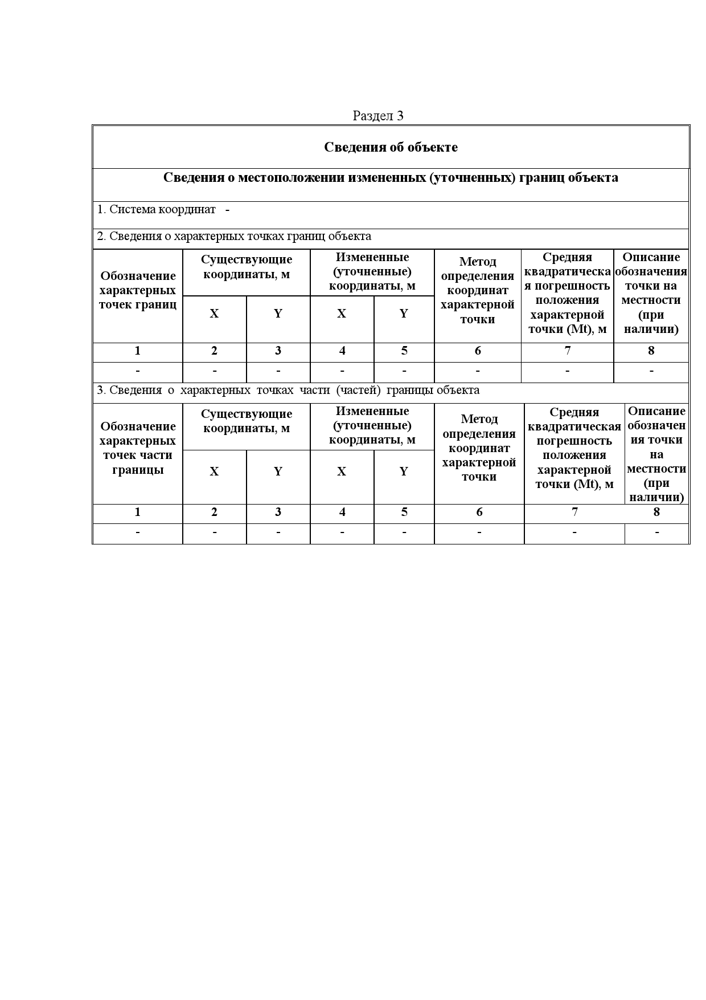 Раздел 3
Сведения об объекте
Сведения о местоположении измененных (уточненных) границ объекта
1. Система координат -
2. Сведения о характерных точках границ объекта
Обозначение
характерных
точек границ
Существующие
координаты, м
Измененные
(уточненные)
координаты, м
Метод
определения
координат
характерной
точки
Средняя
квадратическа
я погрешность
положения
характерной
точки (Mt), м
Описание
обозначения
точки на
местности
(при
наличии)
X Y X Y
1 2 3 4 5 6 7 8
- - - - - - - -
3. Сведения о характерных точках части (частей) границы объекта
Обозначение
характерных
точек части
границы
Существующие
координаты, м
Измененные
(уточненные)
координаты, м
Метод
определения
координат
характерной
точки
Средняя
квадратическая
погрешность
положения
характерной
точки (Mt), м
Описание
обозначен
ия точки
на
местности
(при
наличии)
X Y X Y
1 2 3 4 5 6 7 8
- - - - - - - -